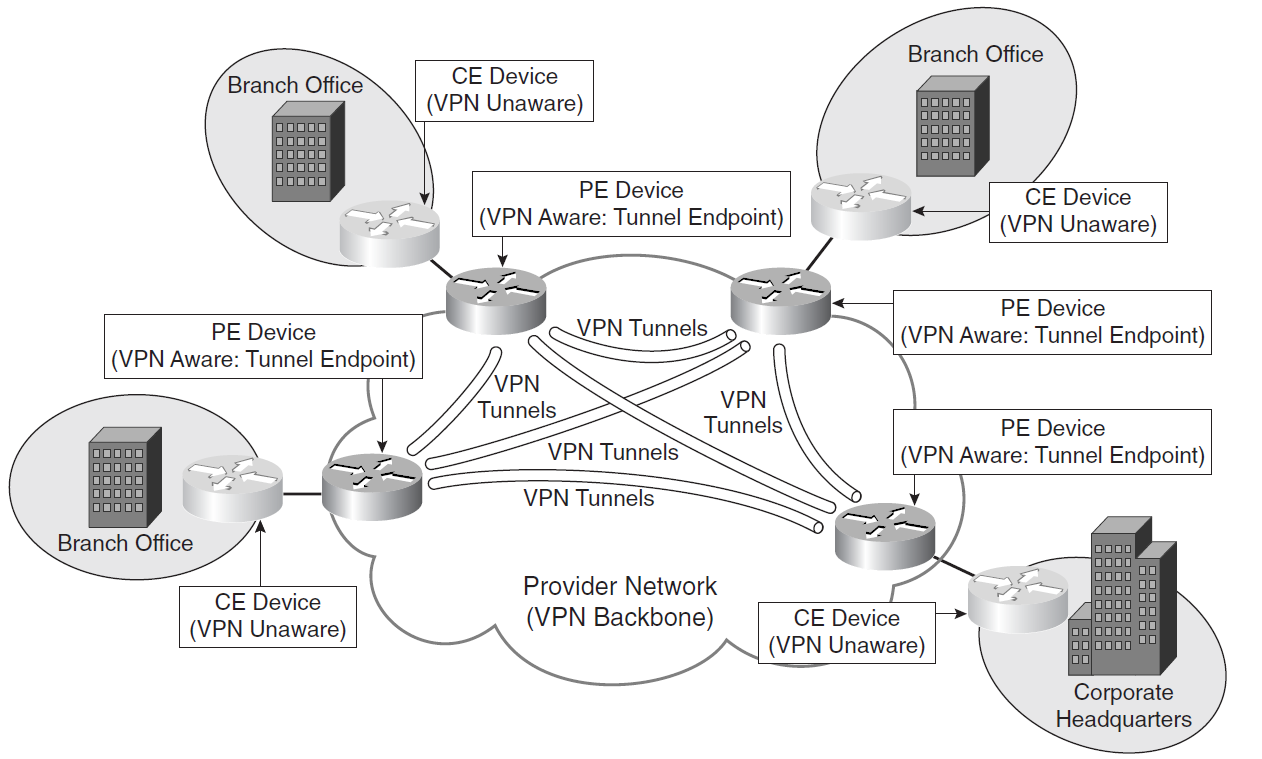 Branch Office
CE Device
(VPN Unaware)
Branch Office
PE Device
(VPN Aware: Tunnel Endpoint)
CE Device
(VPN Unaware)
PE Device
(VPN Aware: Tunnel Endpoint)
PE Device
(VPN Aware: Tunnel Endpoint)
VPN Tunnels
VPN
Tunnels
VPN
Tunnels
VPN Tunnels
VPN Tunnels
PE Device
(VPN Aware: Tunnel Endpoint)
Branch Office
CE Device
(VPN Unaware)
Provider Network
(VPN Backbone)
CE Device
(VPN Unaware)
Corporate
Headquarters